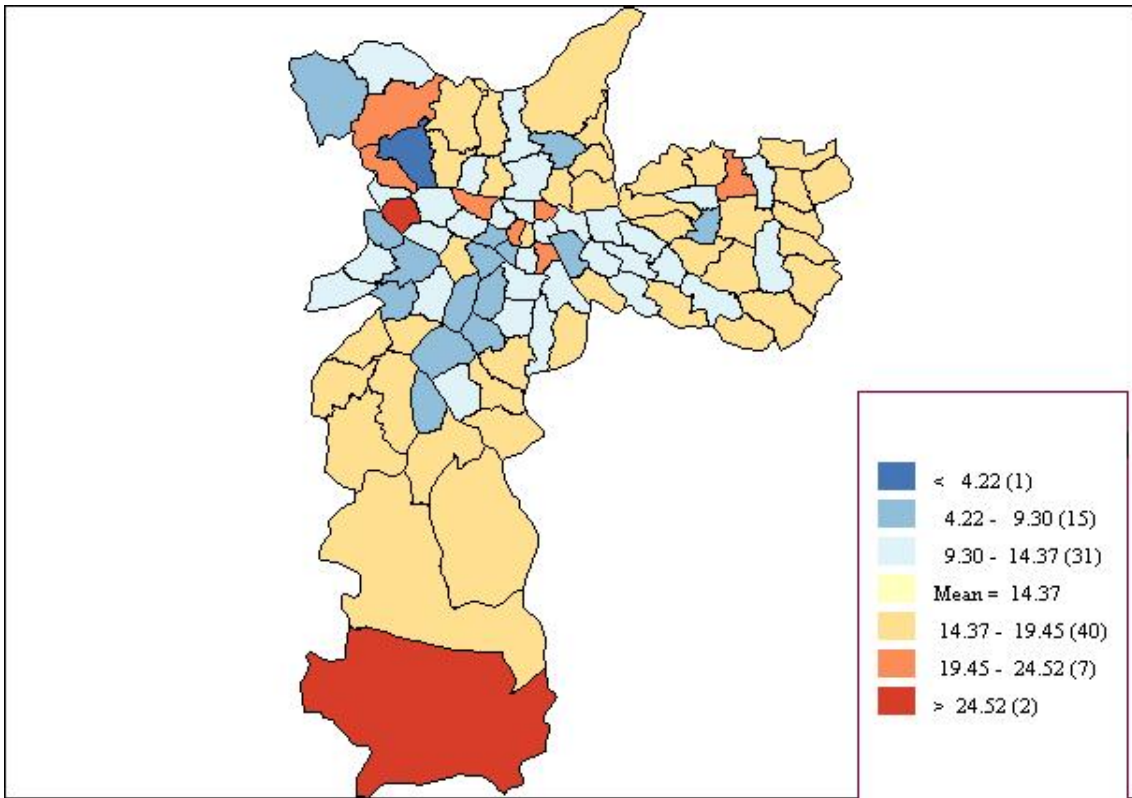 < 4.22 (1)
4.22 - 9.30 (15)
9.30 - 14.37 (31)
Mean = 14.37
14.37 - 19.45 (40)
19.45 - 24.52 (7)
> 24.52 (2)